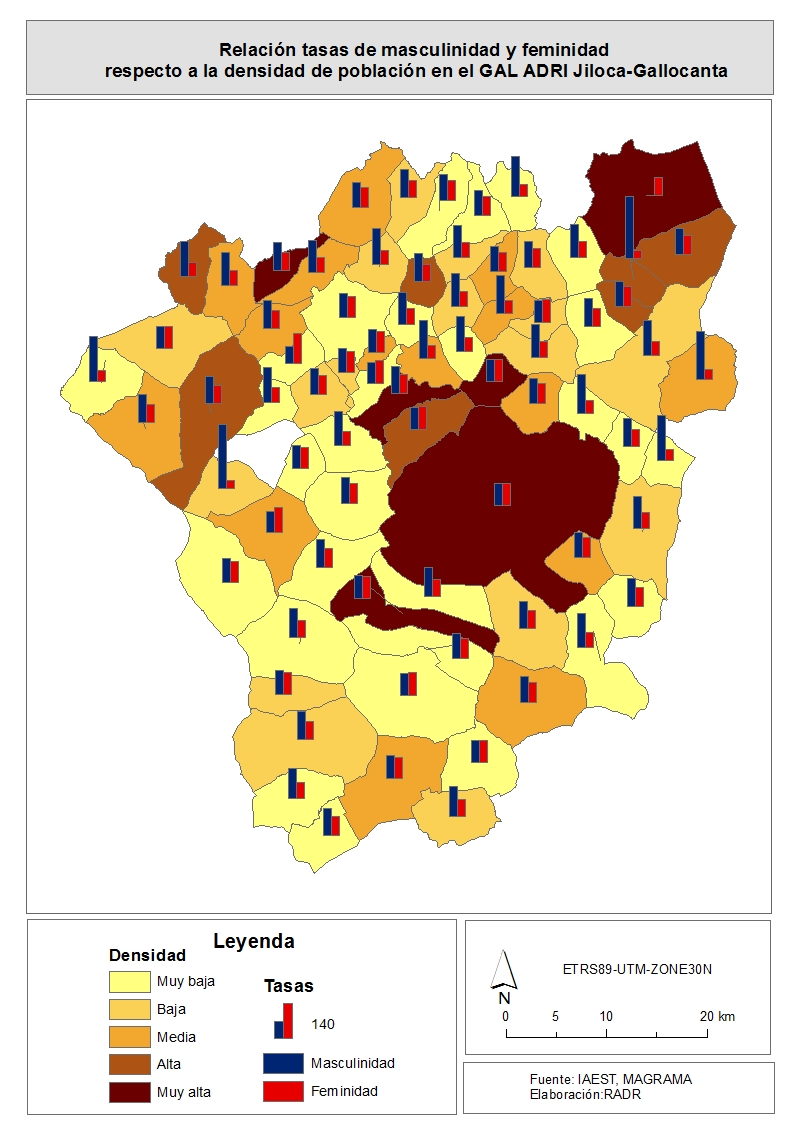 Relación tasas de masculinidad y feminidad
respecto a la densidad de población en el GAL ADRI Jiloca-Gallocanta
Leyenda
Densidad
Muy baja
Baja
Media
Alta
Muy alta
Tasas
140
Masculinidad
Feminidad
N
ETRS89-UTM-ZONE30N
0 5 10 20 km
Fuente: IAEST, MAGRAMA
Elaboración:RADR